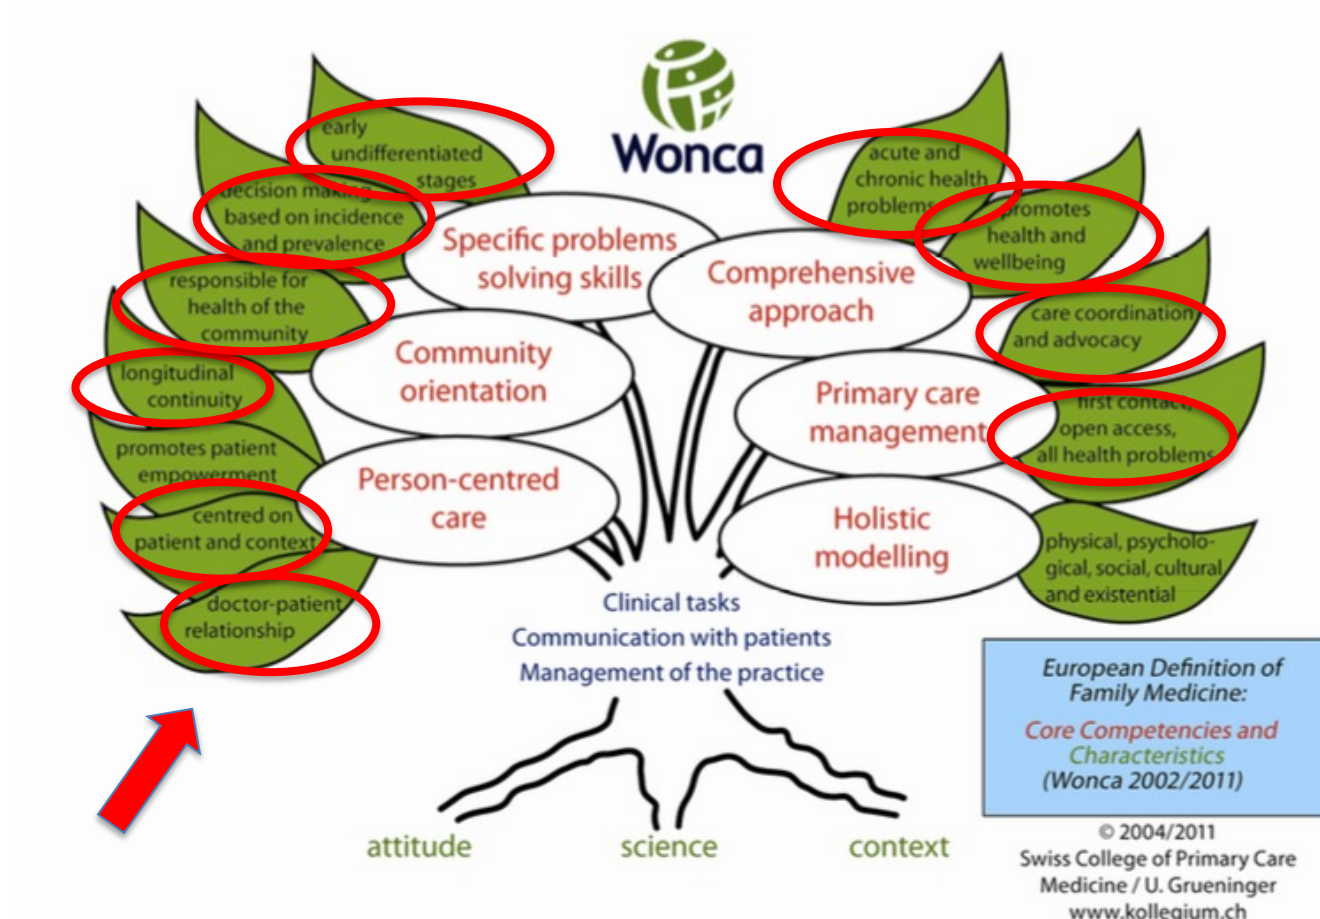 Wonca
early
undifferentiated
stages
decision making
based on incidence
and prevalence
responsible for
health of the
community
longitudinal
continuity
promotes patient
empowerment
centred on
patient and context
doctor-patient
relationship
Specific problems
solving skills
Community
orientation
Person-centred
care
acute and
chronic health
problems
promotes
health and
wellbeing
care coordination
and advocacy
first contact,
open access,
all health problems
physical, psycholo-
gical, social, cultural
and existential
Comprehensive
approach
Primary care
management
Holistic
modelling
Clinical tasks
Communication with patients
Management of the practice
attitude
science
context
European Definition of
Family Medicine:
Core Competencies and
Characteristics
(Wonca 2002/2011)
© 2004/2011
Swiss College of Primary Care
Medicine / U. Grueninger
www.kollegium.ch